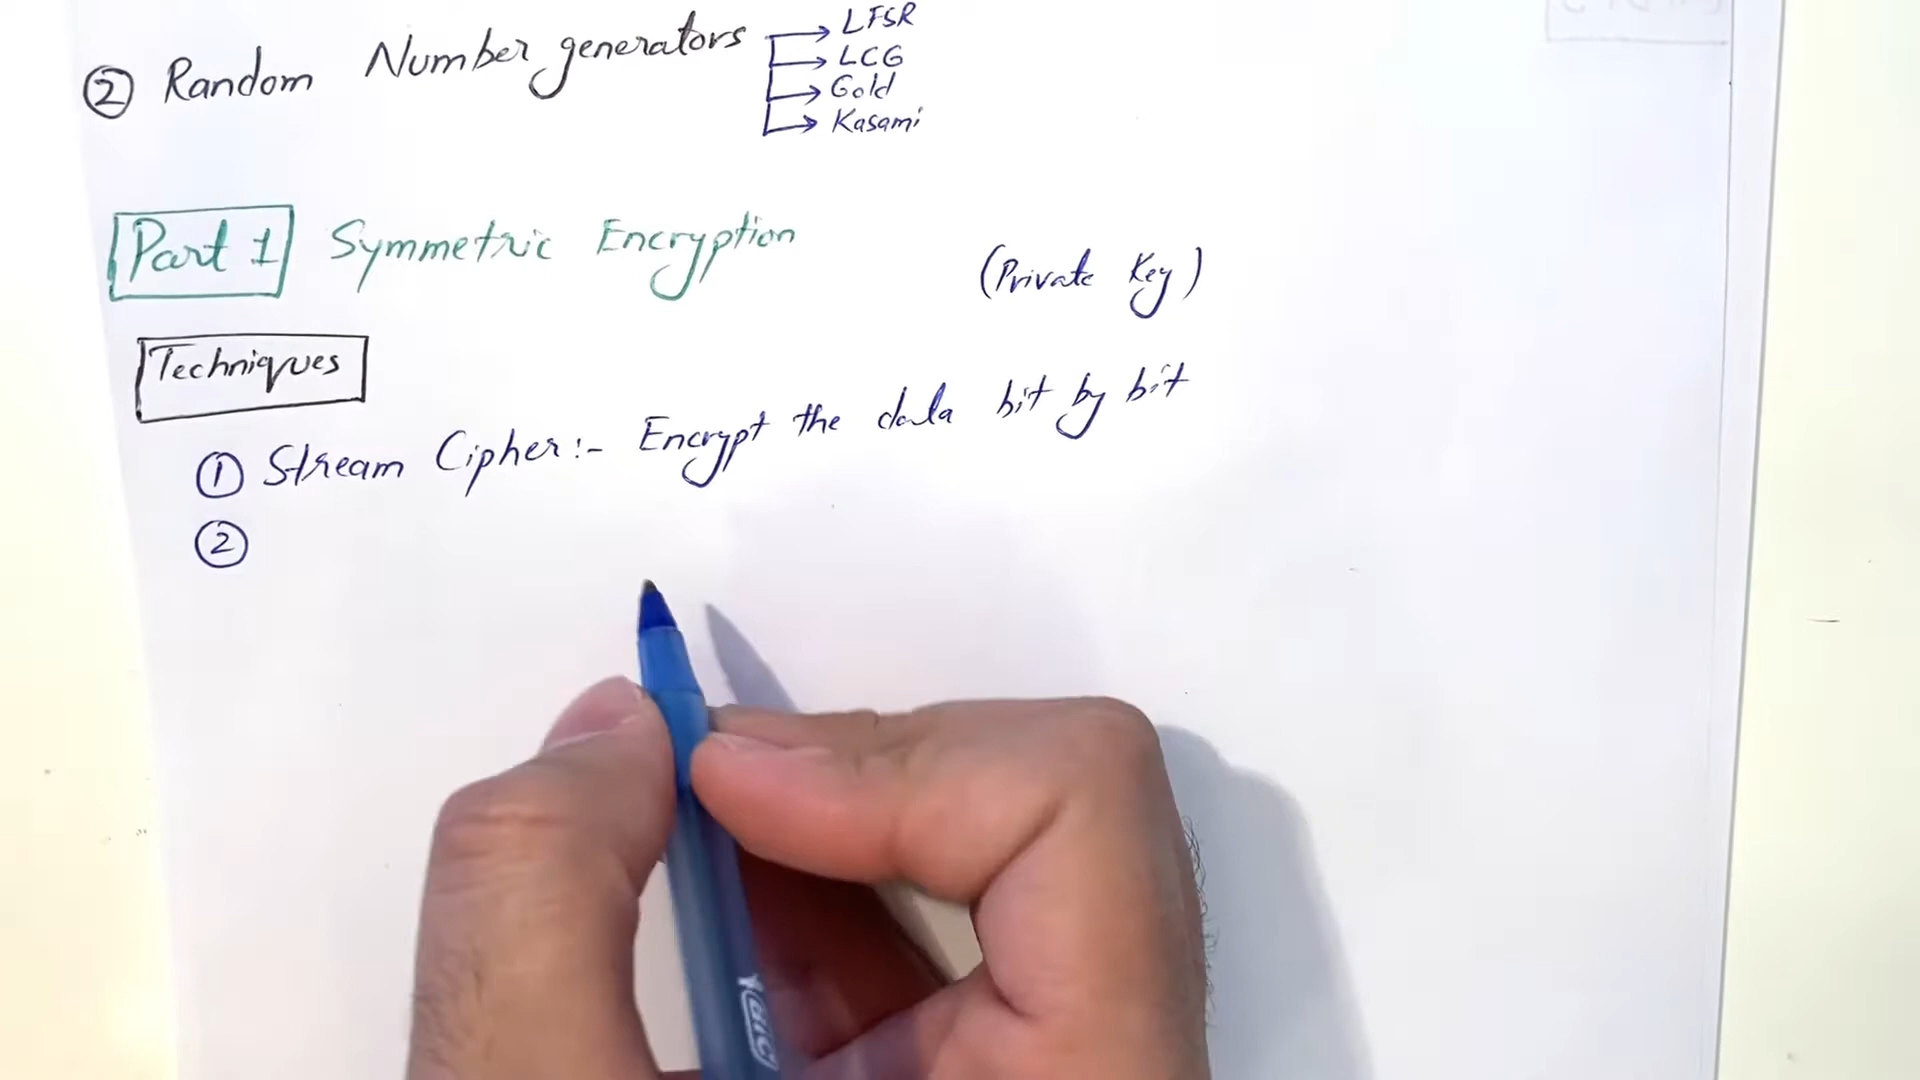 ② Random Number generators
LFSR
LCG
Gold
Kasami
Part 1 Symmetric Encryption
(Private Key)
Techniques
① Stream Cipher:- Encrypt the data bit by bit
②
BIC